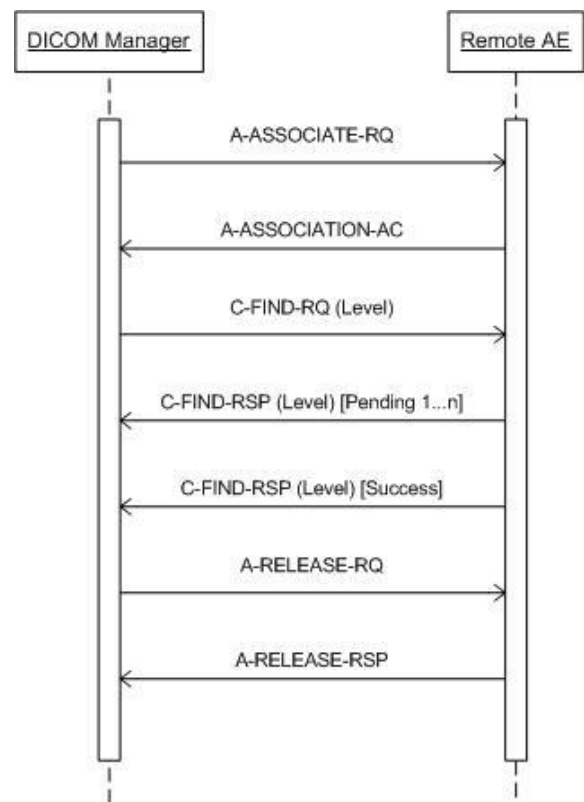 DICOM Manager
Remote AE
A-ASSOCIATE-RQ
A-ASSOCIATION-AC
C-FIND-RQ (Level)
C-FIND-RSP (Level) [Pending 1...n]
C-FIND-RSP (Level) [Success]
A-RELEASE-RQ
A-RELEASE-RSP